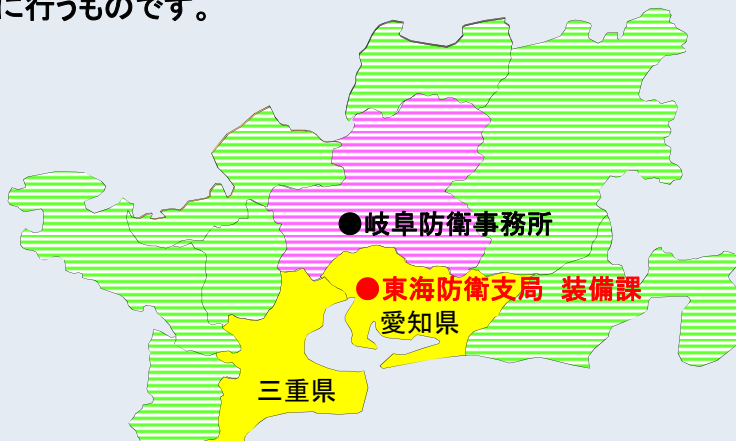 に行うものです。
●岐阜防衛事務所
●東海防衛支局 装備課
愛知県
三重県